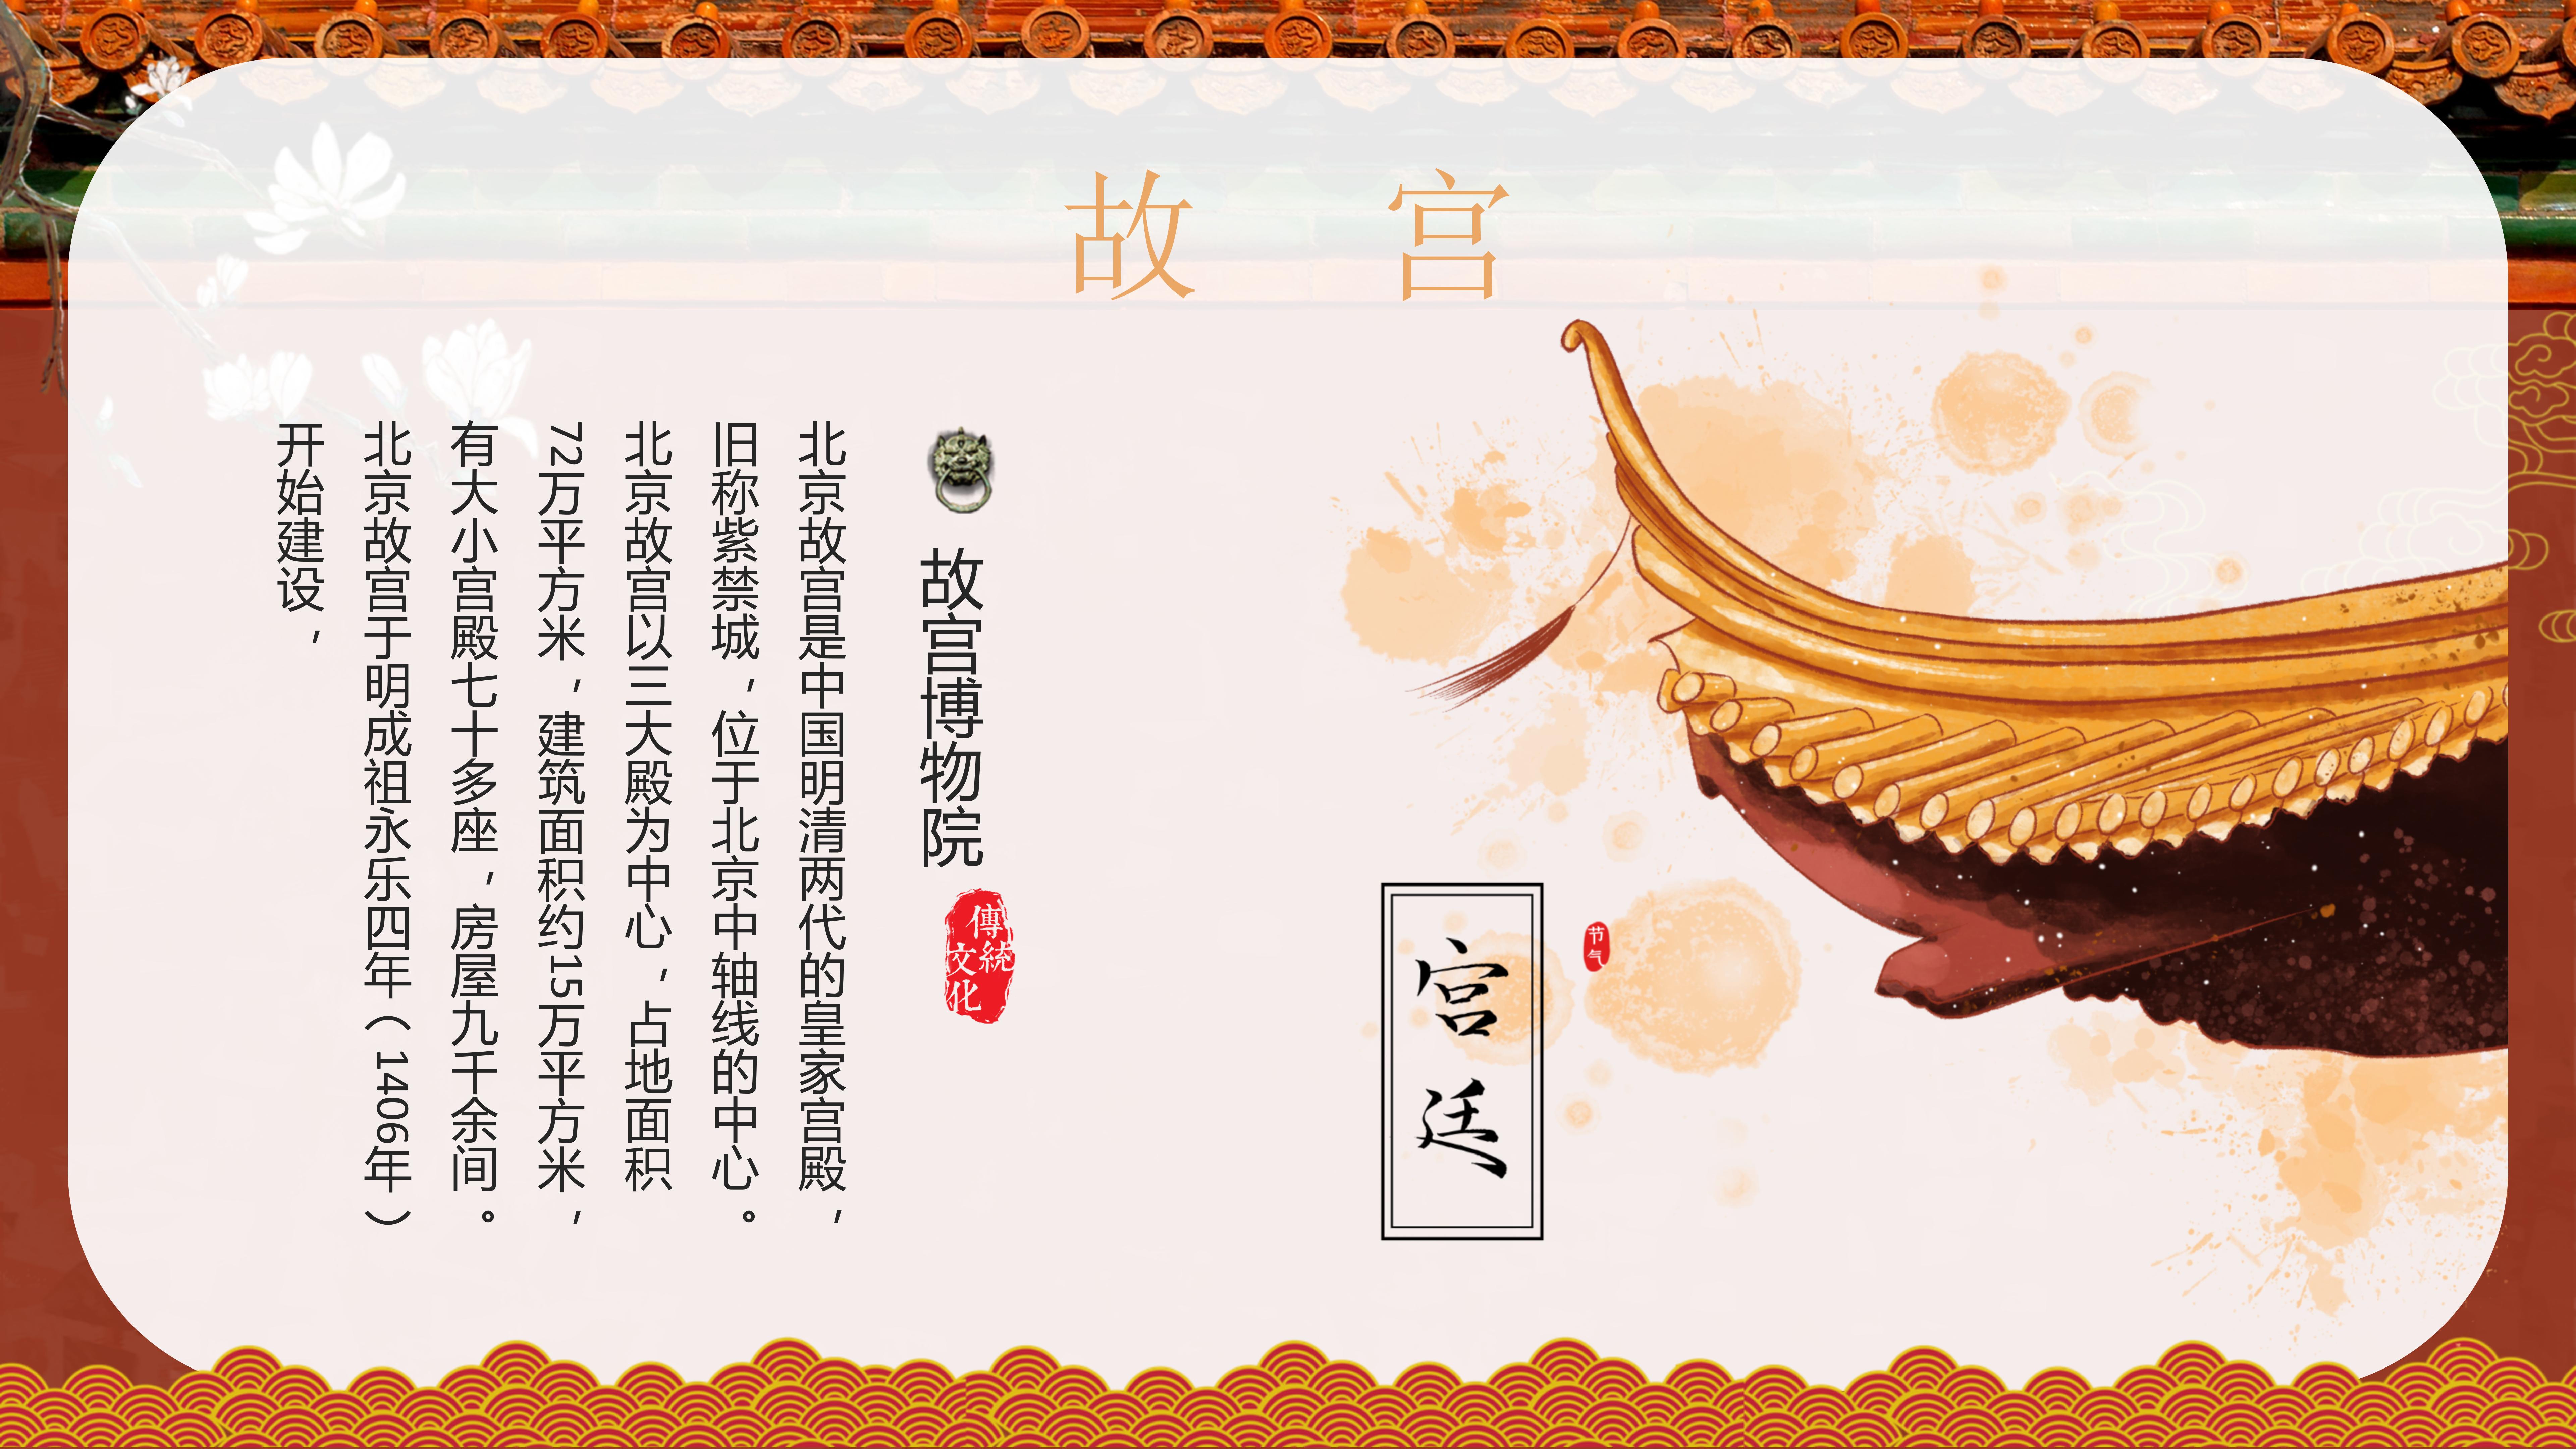 故 宫
故宫博物院
傳統
文化
北京故宫是中国明清两代的皇家宫殿，
旧称紫禁城，位于北京中轴线的中心。
北京故宫以三大殿为中心，占地面积
72万平方米，建筑面积约15万平方米，
有大小宫殿七十多座，房屋九千余间。
北京故宫于明成祖永乐四年（1406年）
开始建设，
节气
宫廷